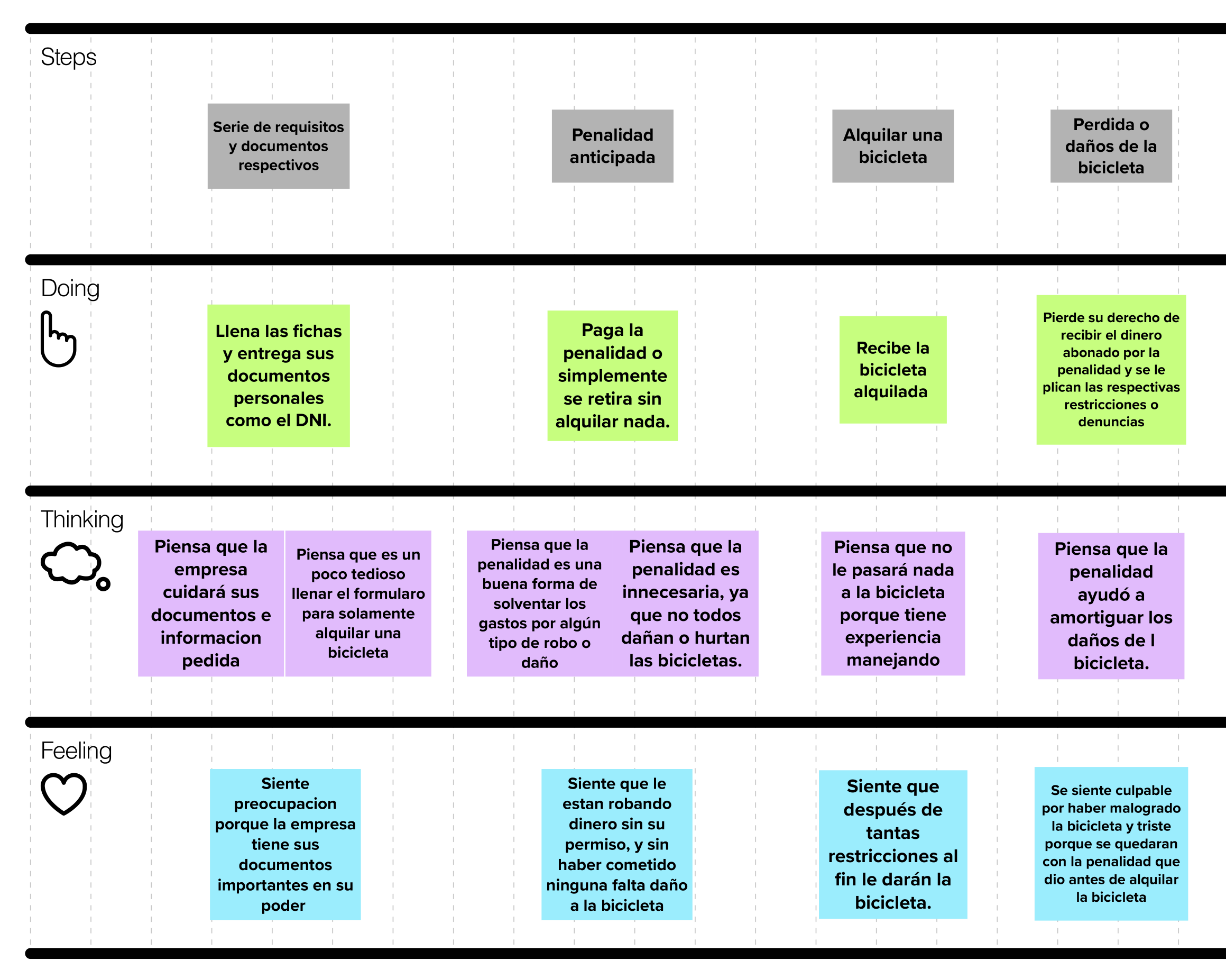 Steps
Serie de requisitos
y documentos
respectivos
Penalidad
anticipada
Alquilar una
bicicleta
Perdida o
daños de la
bicicleta
Doing
Llena las fichas
y entrega sus
documentos
personales
como el DNI.
Paga la
penalidad o
simplemente
se retira sin
alquilar nada.
Recibe la
bicicleta
alquilada
Pierde su derecho de
recibir el dinero
abonado por la
penalidad y se le
plican las respectivas
restricciones o
denuncias
Thinking
Piensa que la
empresa
cuidará sus
documentos e
informacion
pedida
Piensa que es un
poco tedioso
llenar el formularo
para solamente
alquilar una
bicicleta
Piensa que la
penalidad es una
buena forma de
solventar los
gastos por algún
tipo de robo o
daño
Piensa que la
penalidad es
innecesaria, ya
que no todos
dañan o hurtan
las bicicletas.
Piensa que no
le pasará nada
a la bicicleta
porque tiene
experiencia
manejando
Piensa que la
penalidad
ayudó a
amortiguar los
daños de l
bicicleta.
Feeling
Siente
preocupacion
porque la empresa
tiene sus
documentos
importantes en su
poder
Siente que le
estan robando
dinero sin su
permiso, y sin
haber cometido
ninguna falta daño
a la bicicleta
Siente que
después de
tantas
restricciones al
fin le darán la
bicicleta.
Se siente culpable
por haber malogrado
la bicicleta y triste
porque se quedaran
con la penalidad que
dio antes de alquilar
la bicicleta